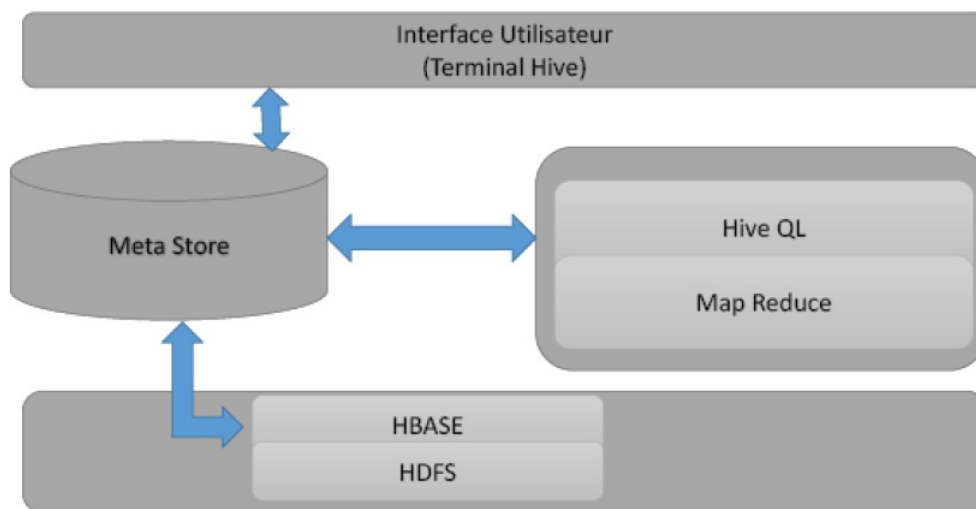 Interface Utilisateur
(Terminal Hive)
Meta Store
Hive QL
Map Reduce
HBASE
HDFS